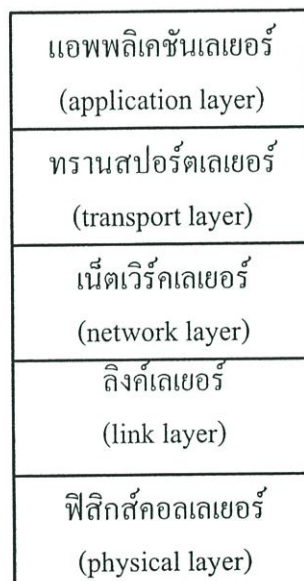 แอพพลิเคชันเลเยอร์
(application layer)
ทรานสปอร์ตเลเยอร์
(transport layer)
เน็ตเวิร์คเลเยอร์
(network layer)
ลิงค์เลเยอร์
(link layer)
ฟิสิกส์คอลเลเยอร์
(physical layer)